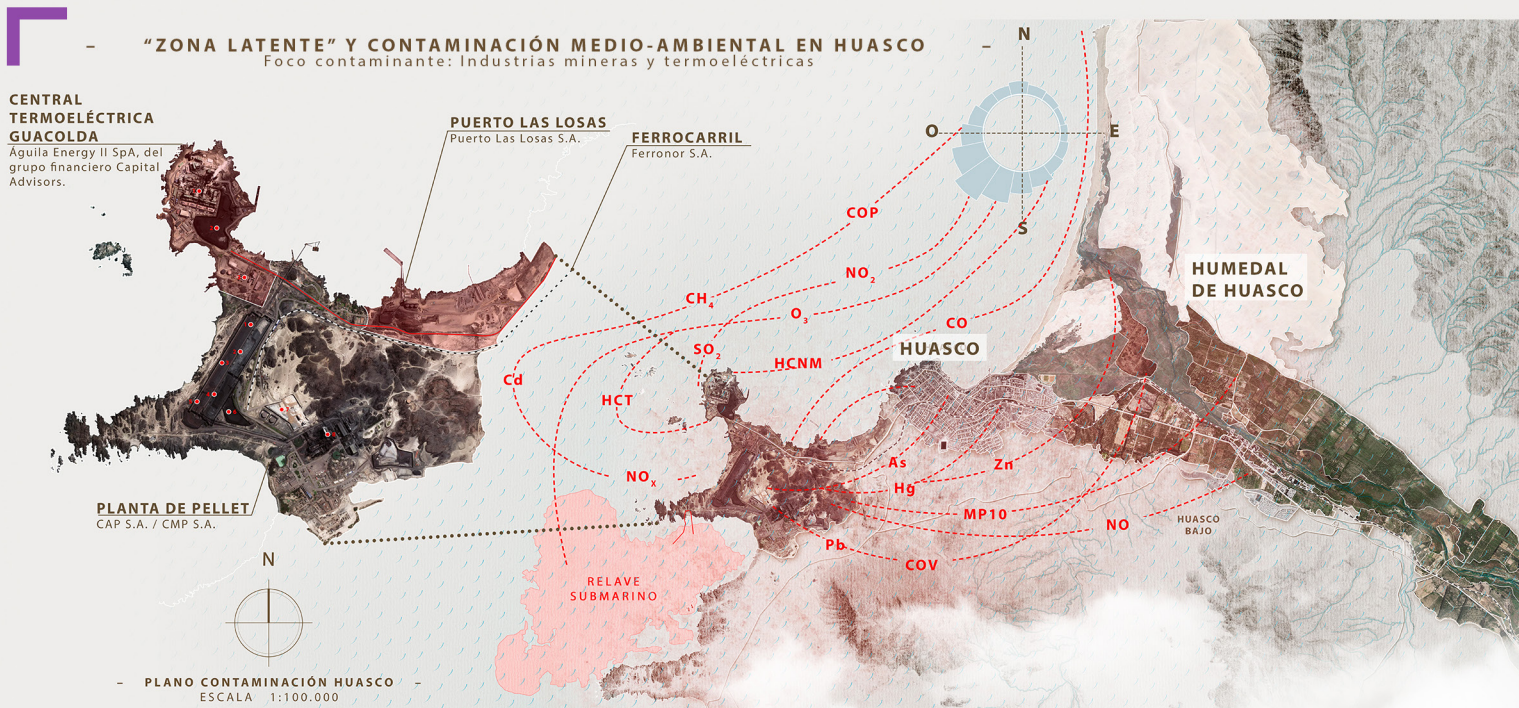 – “ZONA LATENTE” Y CONTAMINACIÓN MEDIO-AMBIENTAL EN HUASCO –
Foco contaminante: Industrias mineras y termoeléctricas
CENTRAL
TERMOELÉCTRICA
GUACOLDA
Águila Energy II SpA, del
grupo financiero Capital
Advisors.
PUERTO LAS LOSAS
Puerto Las Losas S.A.
FERROCARRIL
Ferronor S.A.
N
O
E
S
COP
NO2
CH4
O3
CO
SO2
HCNM
Cd
HCT
NOX
HUASCO
HUMEDAL
DE HUASCO
As
Zn
Hg
MP10
NO
Pb
COV
HUASCO
BAJO
PLANTA DE PELLET
CAP S.A. / CMP S.A.
RELAVE
SUBMARINO
N
– PLANO CONTAMINACIÓN HUASCO –
ESCALA 1:100.000